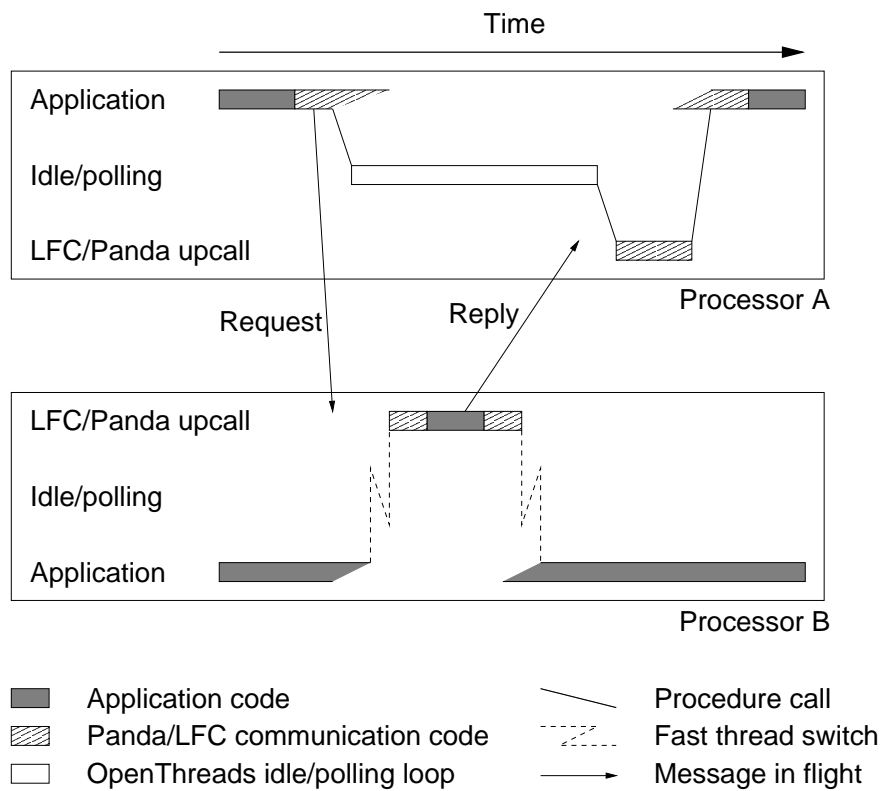 Time
Application
Idle/polling
LFC/Panda upcall
Processor A
Request
Reply
LFC/Panda upcall
Idle/polling
Application
Processor B
Application code
Procedure call
Panda/LFC communication code
Fast thread switch
OpenThreads idle/polling loop
Message in flight